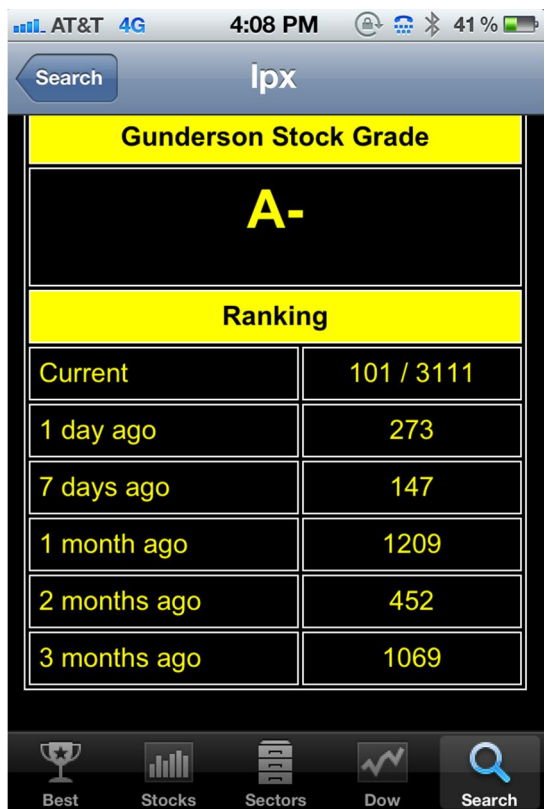 AT&T 4G 4:08 PM 41%
Search lpx
Gunderson Stock Grade
A-
Ranking
Current 101 / 3111
1 day ago 273
7 days ago 147
1 month ago 1209
2 months ago 452
3 months ago 1069
Best Stocks Sectors Dow Search